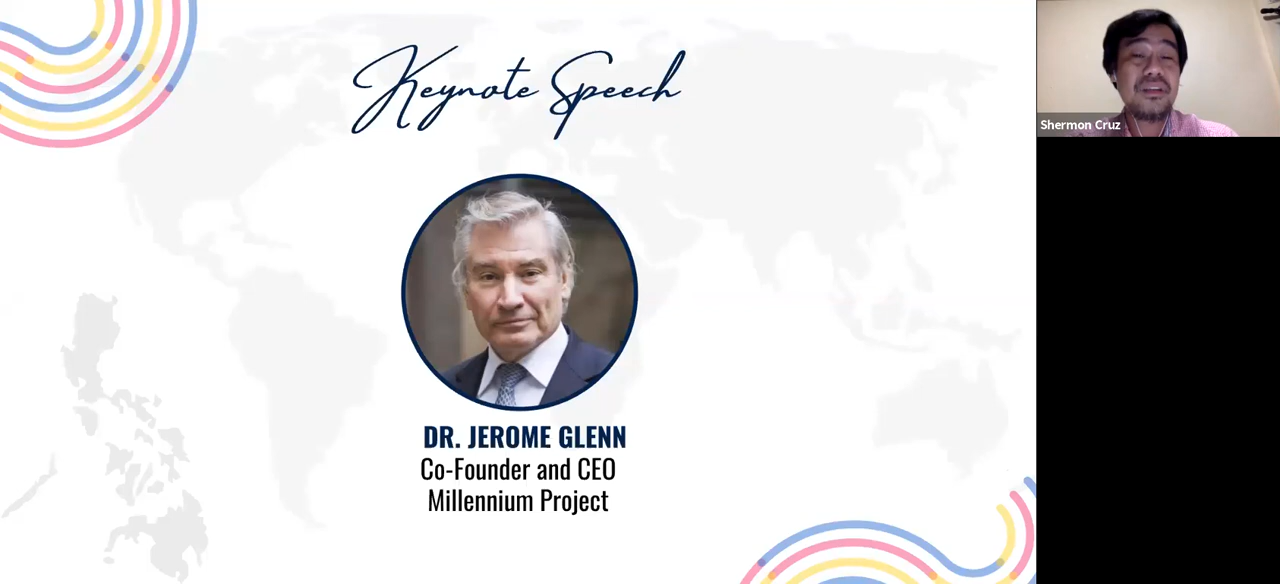 Keynote Speech
DR. JEROME GLENN
Co-Founder and CEO
Millennium Project
Shermon Cruz